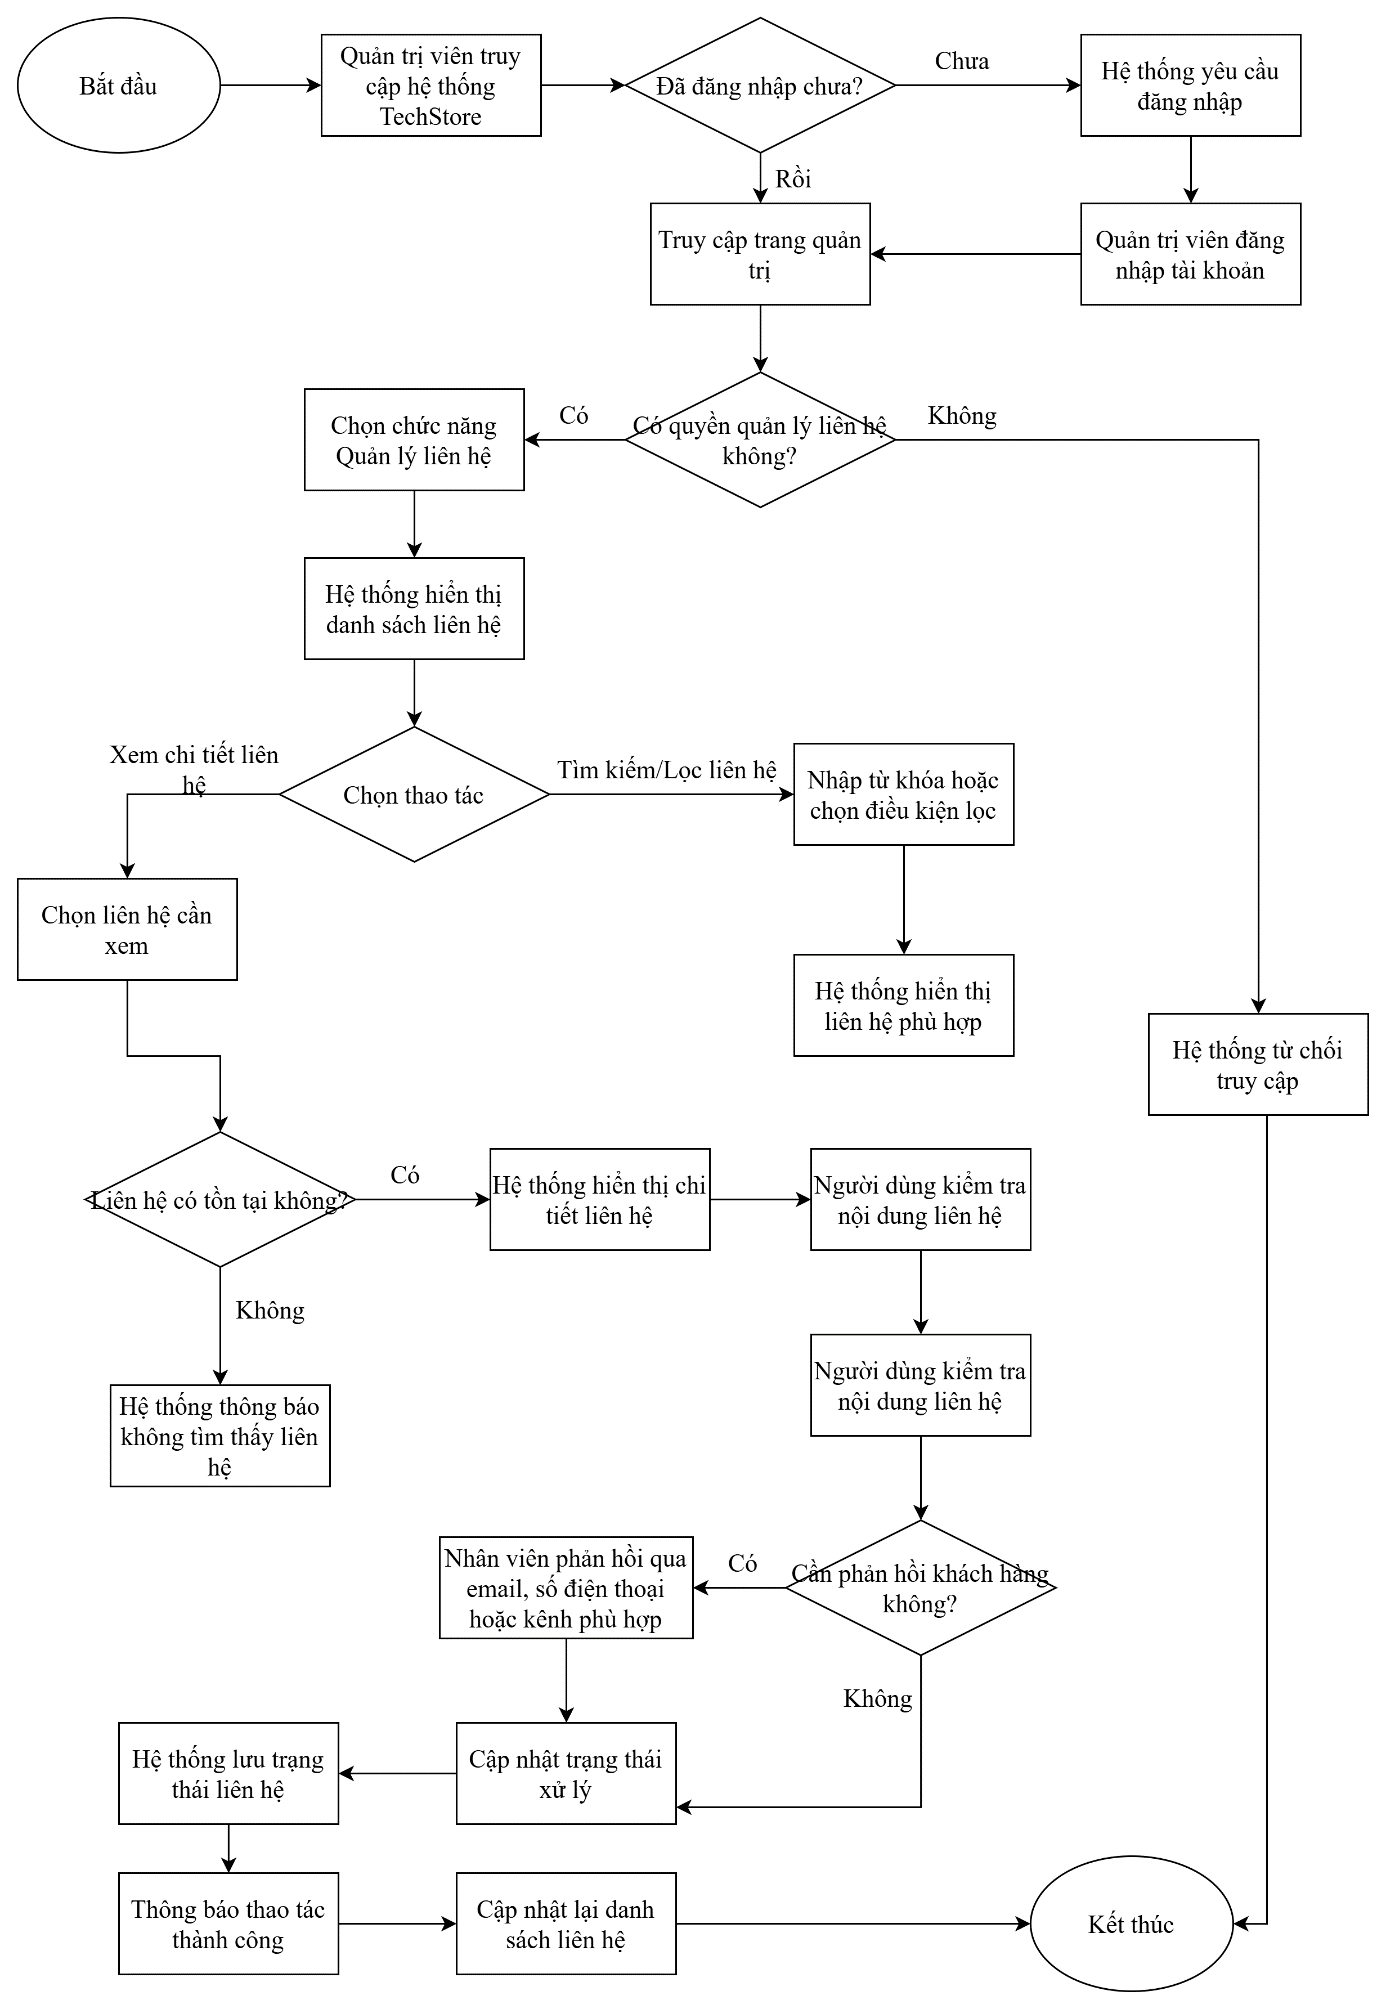 Bắt đầu
Quản trị viên truy
cập hệ thống
TechStore
Đã đăng nhập chưa?
Chưa
Hệ thống yêu cầu
đăng nhập
Rồi
Truy cập trang quản
trị
Quản trị viên đăng
nhập tài khoản
Chọn chức năng
Quản lý liên hệ
Có
Có quyền quản lý liên hệ
không?
Không
Hệ thống hiển thị
danh sách liên hệ
Xem chi tiết liên
hệ
Chọn thao tác
Tìm kiếm/Lọc liên hệ
Nhập từ khóa hoặc
chọn điều kiện lọc
Chọn liên hệ cần
xem
Hệ thống hiển thị
liên hệ phù hợp
Hệ thống từ chối
truy cập
Liên hệ có tồn tại không?
Có
Hệ thống hiển thị chi
tiết liên hệ
Người dùng kiểm tra
nội dung liên hệ
Không
Hệ thống thông báo
không tìm thấy liên
hệ
Người dùng kiểm tra
nội dung liên hệ
Nhân viên phản hồi qua
email, số điện thoại
hoặc kênh phù hợp
Có
Cần phản hồi khách hàng
không?
Không
Hệ thống lưu trạng
thái liên hệ
Cập nhật trạng thái
xử lý
Thông báo thao tác
thành công
Cập nhật lại danh
sách liên hệ
Kết thúc